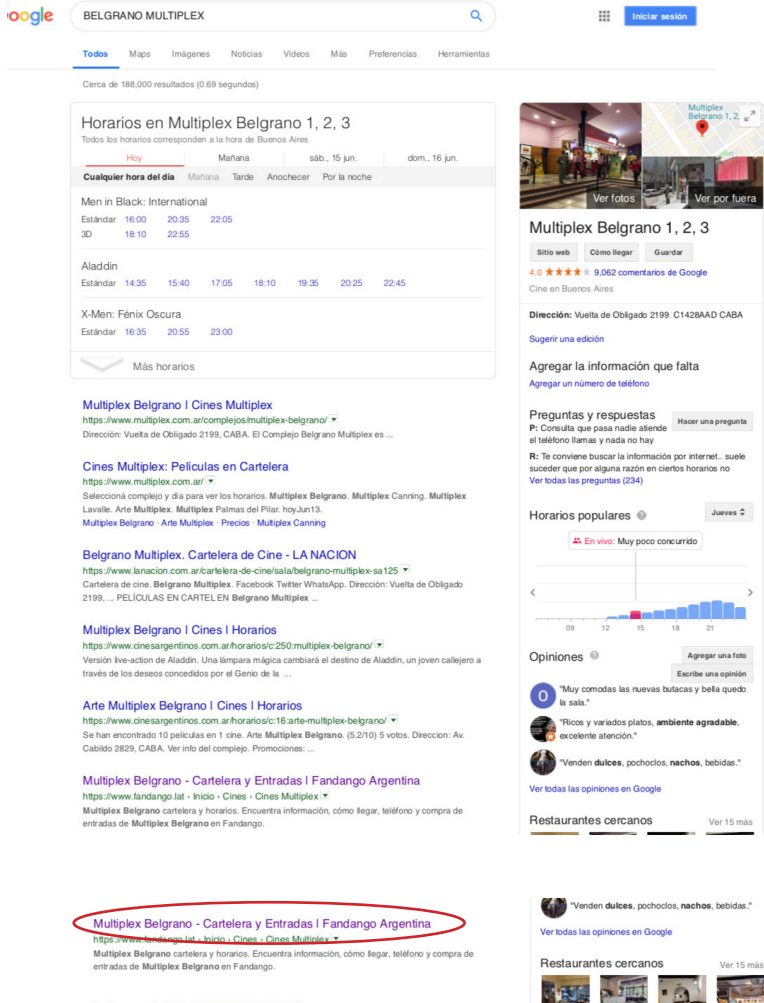 oogle
BELGRANO MULTIPLEX
Iniciar sesión
Todos Maps Imágenes Noticias Videos Más Preferencias Herramientas
Cerca de 188,000 resultados (0.69 segundos)
Horarios en Multiplex Belgrano 1, 2, 3
Todos los horarios corresponden a la hora de Buenos Aires
Hoy Mañana sáb., 15 jun. dom., 16 jun.
Cualquier hora del día Mañana Tarde Anochecer Por la noche
Men in Black: International
Estándar 16:00 20:35 22:05
3D 18:10 22:55
Aladdin
Estándar 14:35 15:40 17:05 18:10 19:35 20:25 22:45
X-Men: Fénix Oscura
Estándar 16:35 20:55 23:00
Más horarios
Multiplex Belgrano | Cines Multiplex
https://www.multiplex.com.ar/complejos/multiplex-belgrano/
Dirección: Vuelta de Obligado 2199, CABA. El Complejo Belgrano Multiplex es ...
Cines Multiplex: Películas en Cartelera
https://www.multiplex.com.ar/
Seleccioná complejo y dia para ver los horarios. Multiplex Belgrano. Multiplex Canning. Multiplex
Lavalle. Arte Multiplex. Multiplex Palmas del Pilar. hoyJun13.
Multiplex Belgrano · Arte Multiplex · Precios · Multiplex Canning
Belgrano Multiplex. Cartelera de Cine - LA NACION
https://www.lanacion.com.ar/cartelera-de-cine/sala/belgrano-multiplex-sa125
Cartelera de cine. Belgrano Multiplex. Facebook Twitter WhatsApp. Dirección: Vuelta de Obligado
2199, ... PELÍCULAS EN CARTEL EN Belgrano Multiplex ...
Multiplex Belgrano | Cines | Horarios
https://www.cinesargentinos.com.ar/horarios/c:250:multiplex-belgrano/
Versión live-action de Aladdin. Una lámpara mágica cambiará el destino de Aladdin, un joven callejero a
través de los deseos concedidos por el Genio de la ...
Arte Multiplex Belgrano | Cines | Horarios
https://www.cinesargentinos.com.ar/horarios/c:16:arte-multiplex-belgrano/
Se han encontrado 10 películas en 1 cine. Arte Multiplex Belgrano. (5.2/10) 5 votos. Direccion: Av.
Cabildo 2829, CABA. Ver info del complejo. Promociones: ...
Multiplex Belgrano - Cartelera y Entradas | Fandango Argentina
https://www.fandango.lat › Inicio › Cines › Cines Multiplex
Multiplex Belgrano cartelera y horarios. Encuentra información, cómo llegar, teléfono y compra de
entradas de Multiplex Belgrano en Fandango.
Multiplex
Belgrano 1, 2,
Ver fotos
Ver por fuera
Multiplex Belgrano 1, 2, 3
Sitio web Cómo llegar Guardar
4.0 9,062 comentarios de Google
Cine en Buenos Aires
Dirección: Vuelta de Obligado 2199. C1428AAD CABA
Sugerir una edición
Agregar la información que falta
Agregar un número de teléfono
Preguntas y respuestas
Hacer una pregunta
P: Consulta que pasa nadie atiende
el teléfono llamas y nada no hay
R: Te conviene buscar la información por internet.. suele
suceder que por alguna razón en ciertos horarios no
Ver todas las preguntas (234)
Horarios populares
Jueves
En vivo: Muy poco concurrido
09 12 15 18 21
Opiniones
Agregar una foto
Escribe una opinión
O
"Muy comodas las nuevas butacas y bella quedo
la sala."
"Ricos y variados platos, ambiente agradable,
excelente atención."
"Venden dulces, pochoclos, nachos, bebidas."
Ver todas las opiniones en Google
Restaurantes cercanos Ver 15 más
Multiplex Belgrano - Cartelera y Entradas | Fandango Argentina
https://www.fandango.lat › Inicio › Cines › Cines Multiplex
Multiplex Belgrano cartelera y horarios. Encuentra información, cómo llegar, teléfono y compra de
entradas de Multiplex Belgrano en Fandango.
"Venden dulces, pochoclos, nachos, bebidas."
Ver todas las opiniones en Google
Restaurantes cercanos Ver 15 más